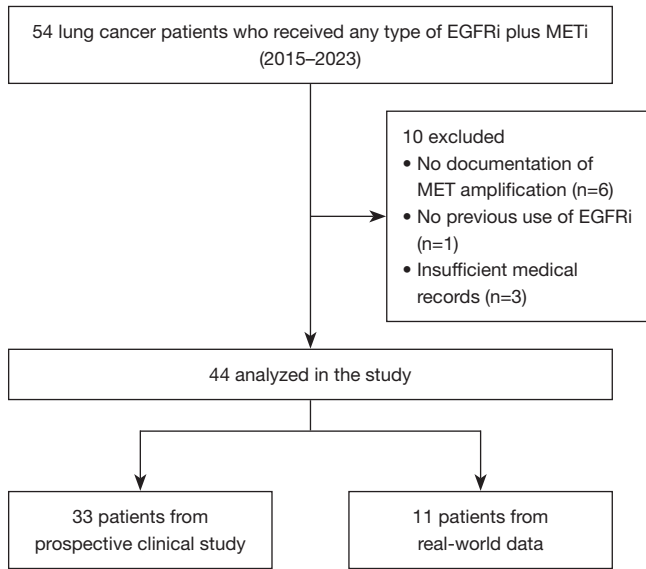 54 lung cancer patients who received any type of EGFRi plus METi
(2015–2023)
10 excluded
• No documentation of
MET amplification (n=6)
• No previous use of EGFRi
(n=1)
• Insufficient medical
records (n=3)
44 analyzed in the study
33 patients from
prospective clinical study
11 patients from
real-world data